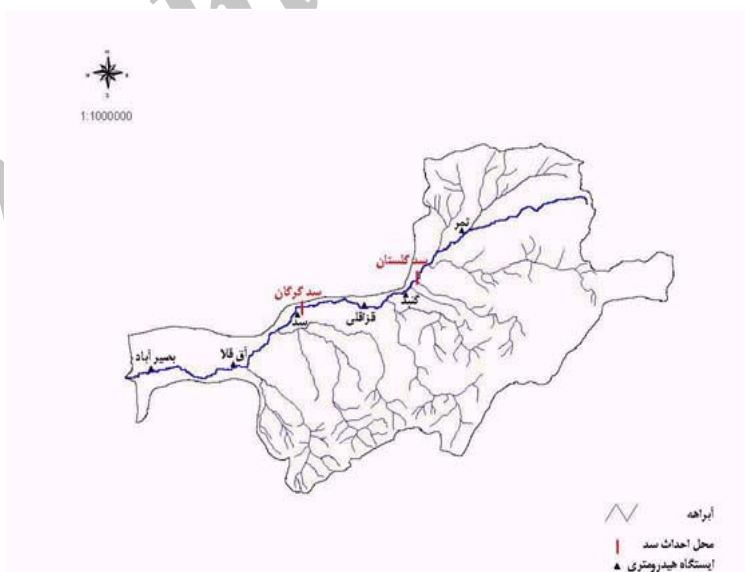 1:1000000
تمر
سد گلستان
گنبد
سد گرگان
قزاقلی
سد
آق قلا
بصیر آباد
آبراهه
محل احداث سد
ایستگاه هیدرومتری